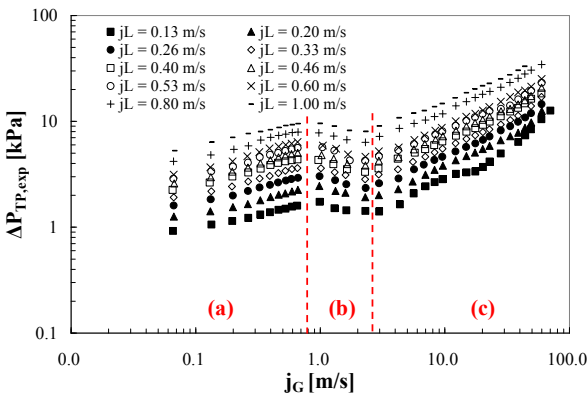 100
jL = 0.13 m/s jL = 0.20 m/s
jL = 0.26 m/s jL = 0.33 m/s
jL = 0.40 m/s jL = 0.46 m/s
jL = 0.53 m/s jL = 0.60 m/s
jL = 0.80 m/s jL = 1.00 m/s
10
ΔP_TP,exp [kPa]
1
(a) (b) (c)
0.1
0.0 0.1 1.0 10.0 100.0
j_G [m/s]